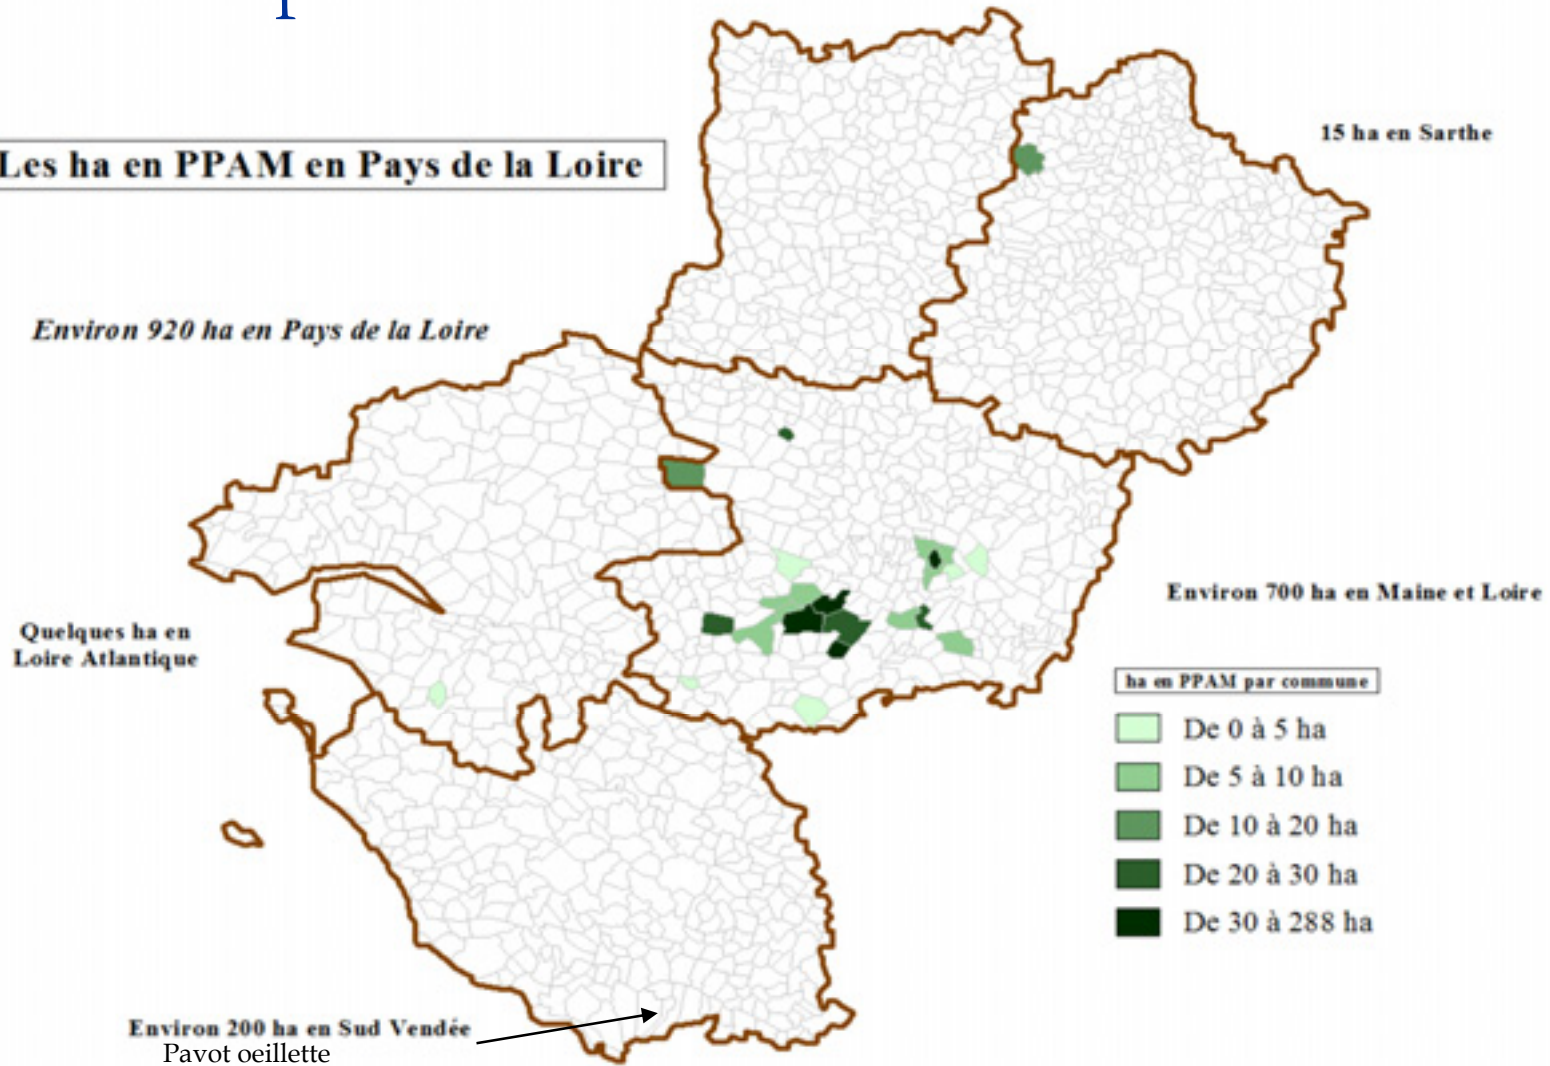 Les ha en PPAM en Pays de la Loire
15 ha en Sarthe
Environ 920 ha en Pays de la Loire
Environ 700 ha en Maine et Loire
Quelques ha en
Loire Atlantique
ha en PPAM par commune
De 0 à 5 ha
De 5 à 10 ha
De 10 à 20 ha
De 20 à 30 ha
De 30 à 288 ha
Environ 200 ha en Sud Vendée
Pavot oeillette